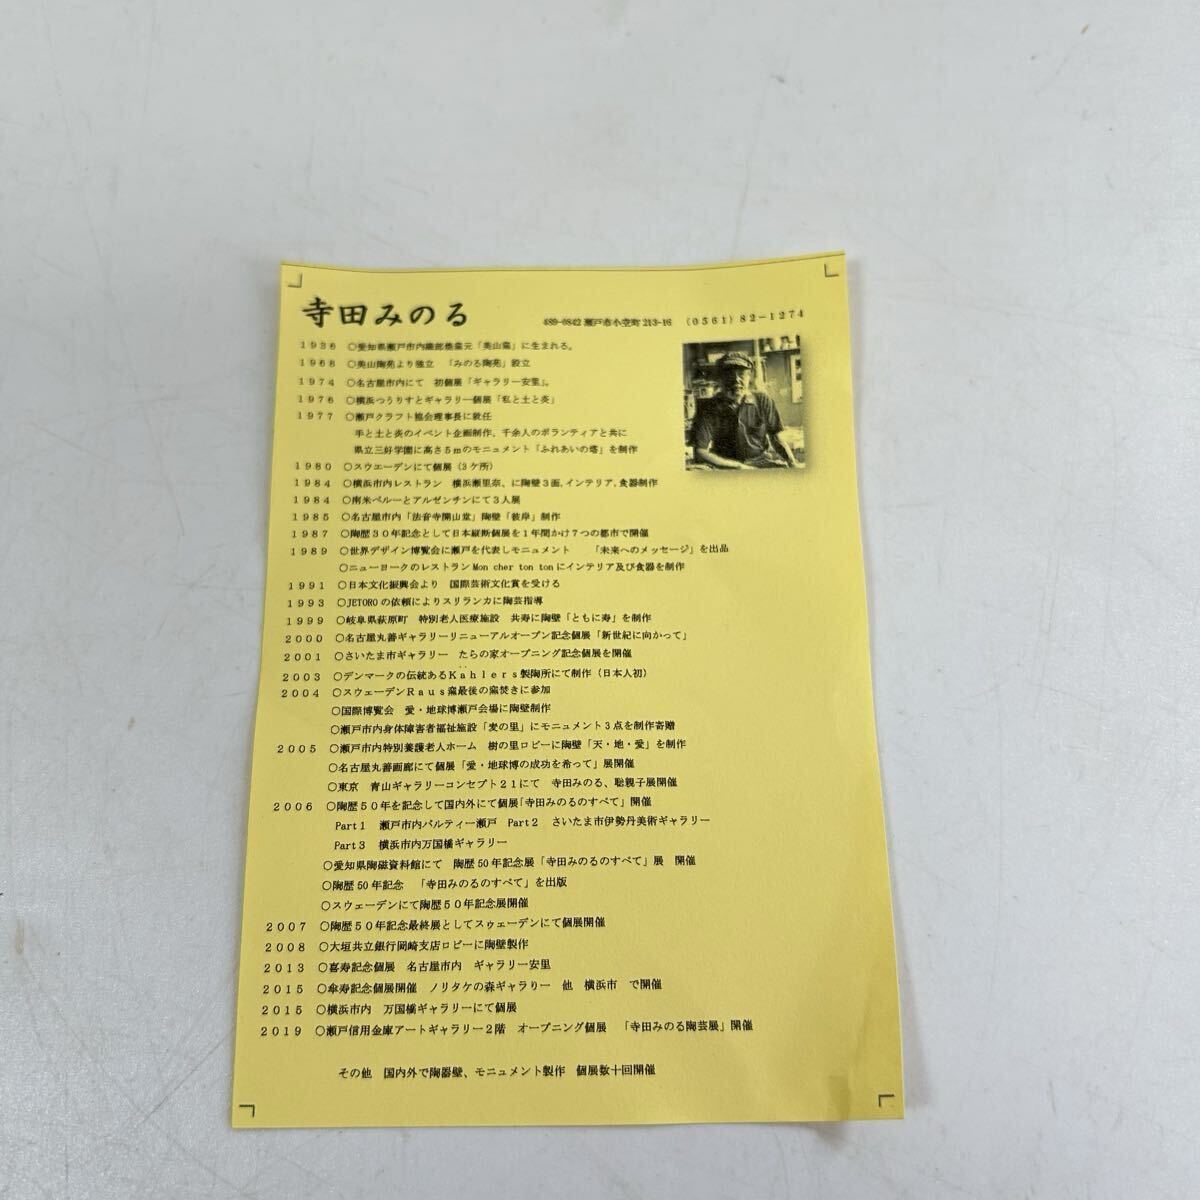 寺田みのる
489-0842 瀬戸市小空町 213-16 (0561) 82-1274
1936 ○愛知県瀬戸市内織部懐窯元「美山窯」に生まれる。
1968 ○美山陶苑より独立 「みのる陶苑」設立
1974 ○名古屋市内にて 初個展「ギャラリー安里」。
1976 ○横浜つうりすとギャラリー個展「私と土と炎」
1977 ○瀬戸クラフト協会理事長に就任
手と土と炎のイベント企画制作、千余人のボランティアと共に
県立三好学園に高さ5mのモニュメント「ふれあいの塔」を制作
1980 ○スウエーデンにて個展(3ケ所)
1984 ○横浜市内レストラン 横浜瀬里奈、に陶壁3面,インテリア,食器制作
1984 ○南米ペルーとアルゼンチンにて3人展
1985 ○名古屋市内「法音寺開山堂」陶壁「彼岸」制作
1987 ○陶歴30年記念として日本縦断個展を1年間かけ7つの都市で開催
1989 ○世界デザイン博覧会に瀬戸を代表しモニュメント 「未来へのメッセージ」を出品
○ニューヨークのレストランMon cher ton tonにインテリア及び食器を制作
1991 ○日本文化振興会より 国際芸術文化賞を受ける
1993 ○JETOROの依頼によりスリランカに陶芸指導
1999 ○岐阜県萩原町 特別老人医療施設 共寿に陶壁「ともに寿」を制作
2000 ○名古屋丸善ギャラリーリニューアルオープン記念個展「新世紀に向かって」
2001 ○さいたま市ギャラリー たらの家オープニング記念個展を開催
2003 ○デンマークの伝統あるKahlers製陶所にて制作(日本人初)
2004 ○スウェーデンRaus窯最後の窯焚きに参加
○国際博覧会 愛・地球博瀬戸会場に陶壁制作
○瀬戸市内身体障害者福祉施設「麦の里」にモニュメント3点を制作寄贈
2005 ○瀬戸市内特別養護老人ホーム 樹の里ロビーに陶壁「天・地・愛」を制作
○名古屋丸善画廊にて個展「愛・地球博の成功を希って」展開催
○東京 青山ギャラリーコンセプト21にて 寺田みのる、聡親子展開催
2006 ○陶歴50年を記念して国内外にて個展「寺田みのるのすべて」開催
Part1 瀬戸市内パルティー瀬戸 Part2 さいたま市伊勢丹美術ギャラリー
Part3 横浜市内万国橋ギャラリー
○愛知県陶磁資料館にて 陶歴50年記念展「寺田みのるのすべて」展 開催
○陶歴50年記念 「寺田みのるのすべて」を出版
○スウェーデンにて陶歴50年記念展開催
2007 ○陶歴50年記念最終展としてスウェーデンにて個展開催
2008 ○大垣共立銀行岡崎支店ロビーに陶壁製作
2013 ○喜寿記念個展 名古屋市内 ギャラリー安里
2015 ○傘寿記念個展開催 ノリタケの森ギャラリー 他 横浜市 で開催
2015 ○横浜市内 万国橋ギャラリーにて個展
2019 ○瀬戸信用金庫アートギャラリー2階 オープニング個展 「寺田みのる陶芸展」開催
その他 国内外で陶器壁、モニュメント製作 個展数十回開催